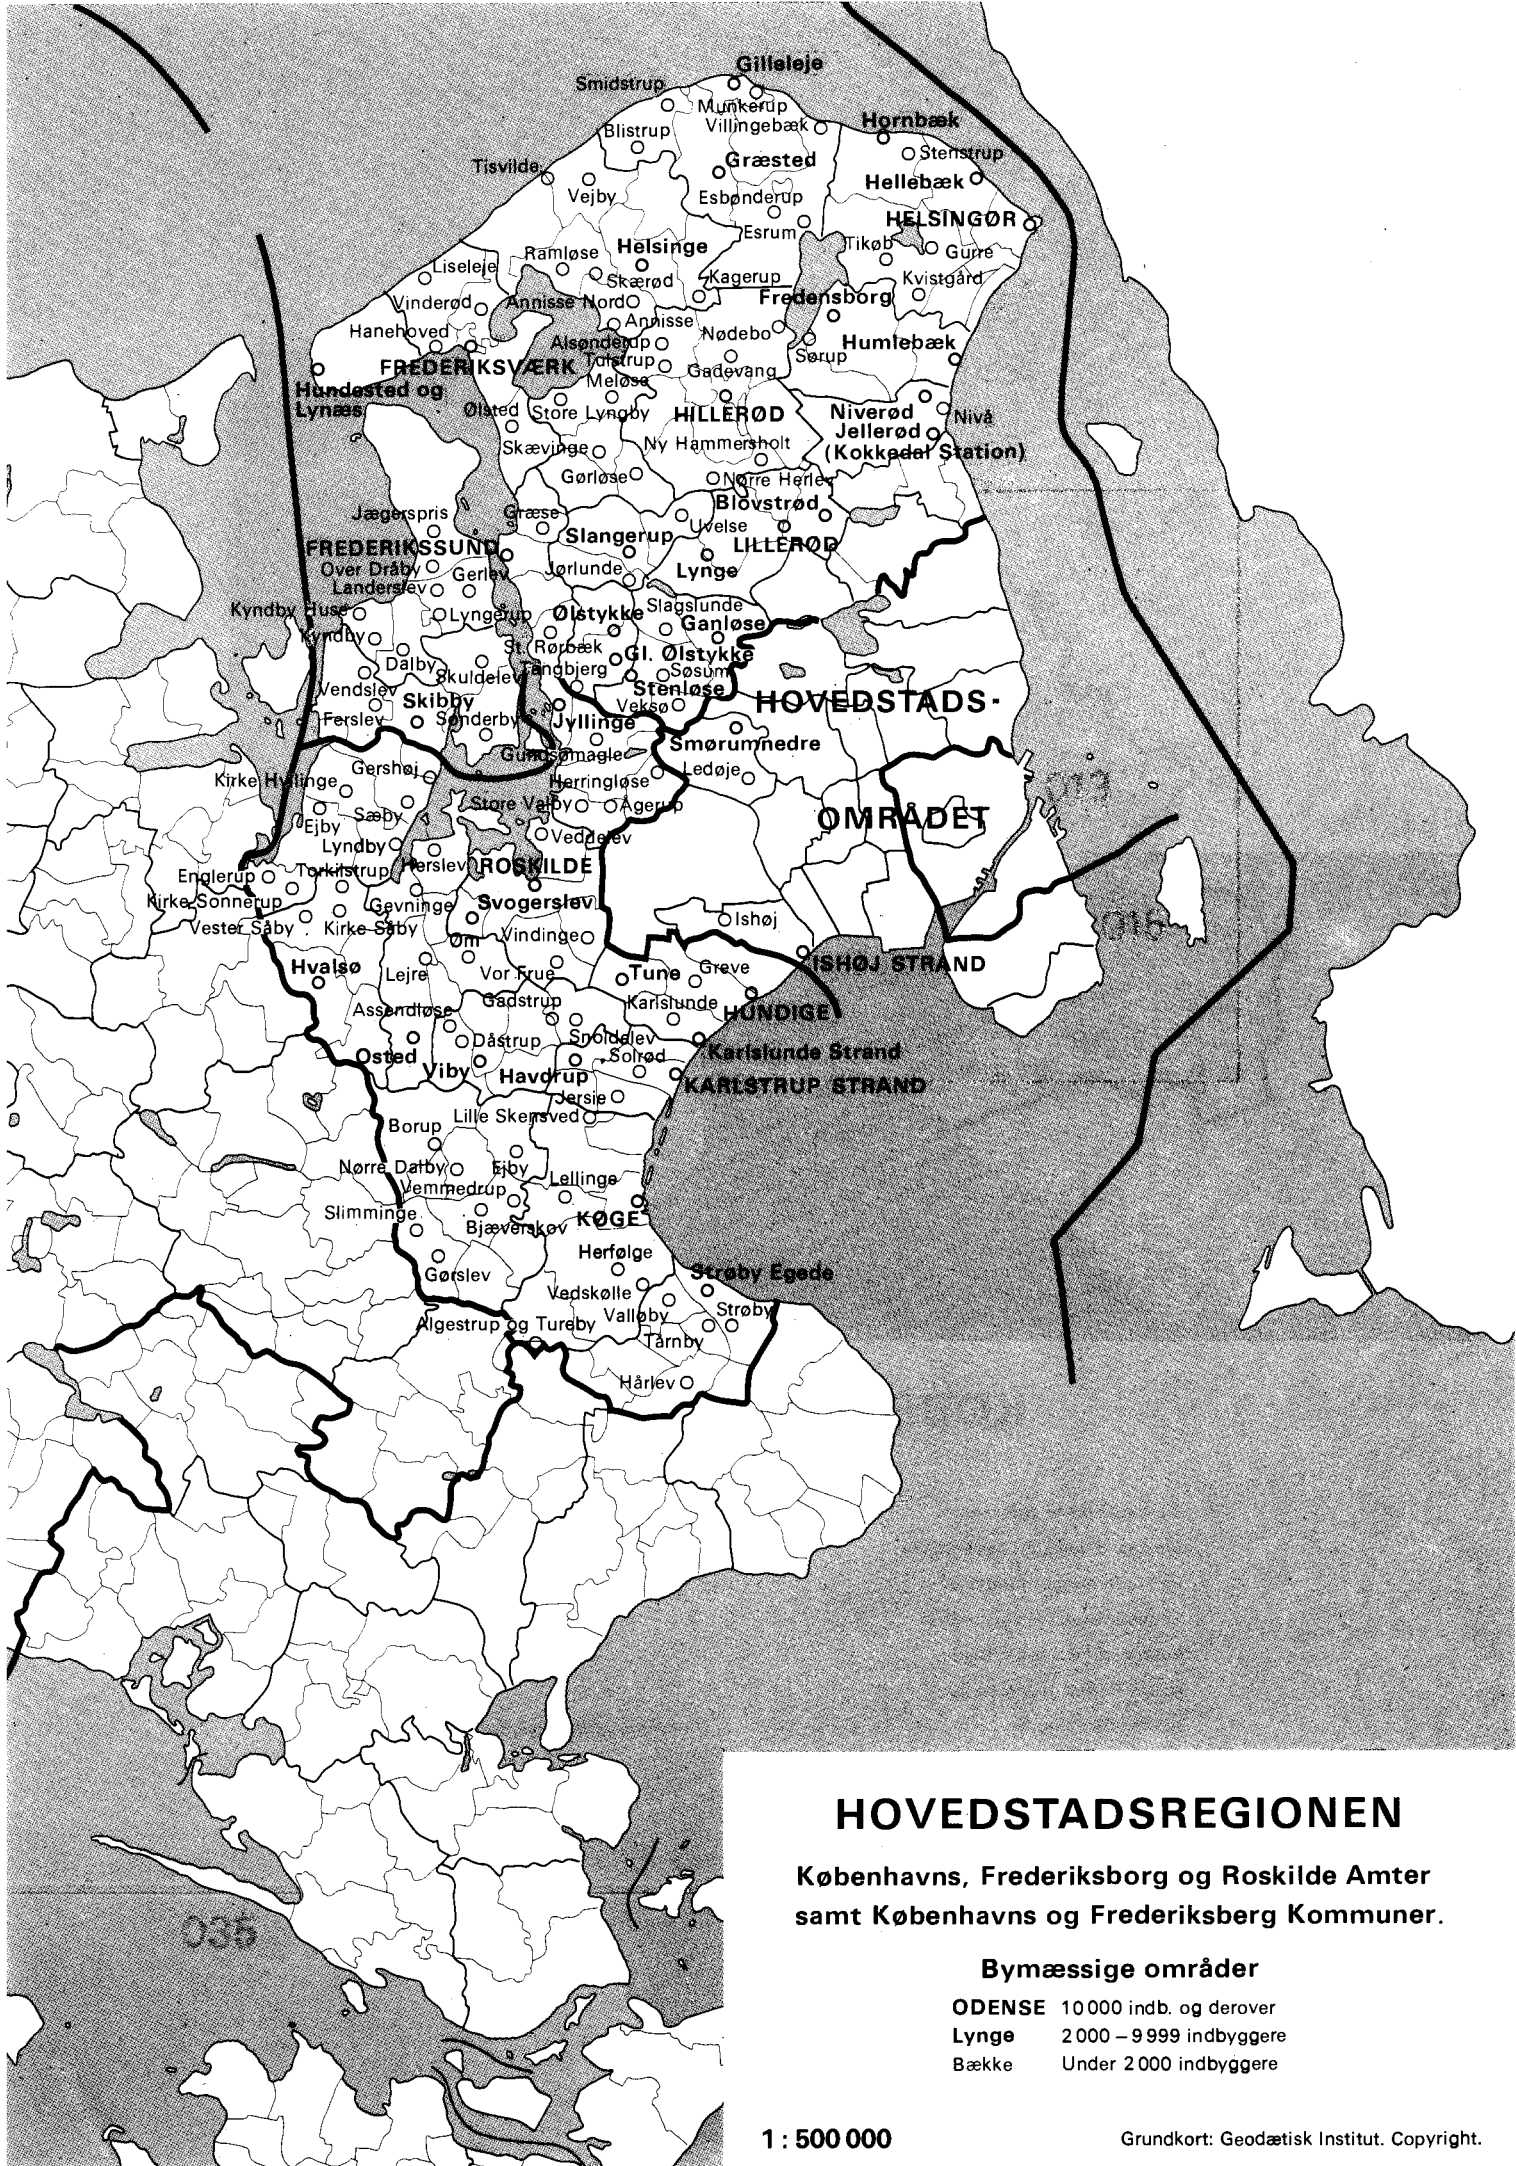 Gilleleje
Smidstrup
Munkerup
Villingebæk
Hornbæk
Blistrup
Stenstrup
Græsted
Tisvilde
Hellebæk
Vejby
Esbønderup
HELSINGØR
Esrum
Tikøb
Gurre
Helsinge
Ramløse
Liseleje
Skærød
Kagerup
Kvistgård
Vinderød
Annisse Nord
Fredensborg
Annisse
Hanehoved
Nødebo
Alsønderup
Humlebæk
Sørup
Tulstrup
FREDERIKSVÆRK
Gadevang
Meløse
Hundested og
Lynæs
Ølsted
Store Lyngby
HILLERØD
Niverød
Nivå
Jellerød
(Kokkedal Station)
Skævinge
Ny Hammersholt
Gørløse
Nørre Herlev
Blovstrød
Jægerspris
Græse
Uvelse
Slangerup
LILLERØD
FREDERIKSSUND
Over Dråby
Gerlev
Jørlunde
Lynge
Landerslev
Kyndby Huse
Lyngerup
Ølstykke
Slagslunde
Ganløse
Kyndby
St. Rørbæk
Gl. Ølstykke
Dalby
Skuldelev
Tangbjerg
Søsum
Vendslev
Stenløse
Skibby
Veksø
HOVEDSTADS-
Ferslev
Sønderby
Jyllinge
Smørumnedre
Gundsømagle
Gershøj
Ledøje
Kirke Hyllinge
Herringløse
Store Valby
Ågerup
Sæby
OMRÅDET
013
Ejby
Veddelev
Lyndby
Herslev
ROSKILDE
Torkilstrup
Englerup
Kirke Sonnerup
Gevninge
Svogerslev
Ishøj
015
Vester Såby
Kirke Såby
Øm
Vindinge
Hvalsø
Lejre
Vor Frue
Tune
Greve
ISHØJ STRAND
Gadstrup
Karlslunde
HUNDIGE
Assendløse
Dåstrup
Snoldelev
Osted
Solrød
Karlslunde Strand
Viby
Havdrup
KARLSTRUP STRAND
Jersie
Lille Skensved
Borup
Nørre Dalby
Ejby
Lellinge
Vemmedrup
Slimminge
Bjæverskov
KØGE
Herfølge
Gørslev
Strøby Egede
Vedskølle
Valløby
Strøby
Algestrup og Tureby
Tårnby
Hårlev
035
HOVEDSTADSREGIONEN
Københavns, Frederiksborg og Roskilde Amter
samt Københavns og Frederiksberg Kommuner.
Bymæssige områder
ODENSE 10 000 indb. og derover
Lynge 2 000 – 9 999 indbyggere
Bække Under 2 000 indbyggere
1 : 500 000
Grundkort: Geodætisk Institut. Copyright.